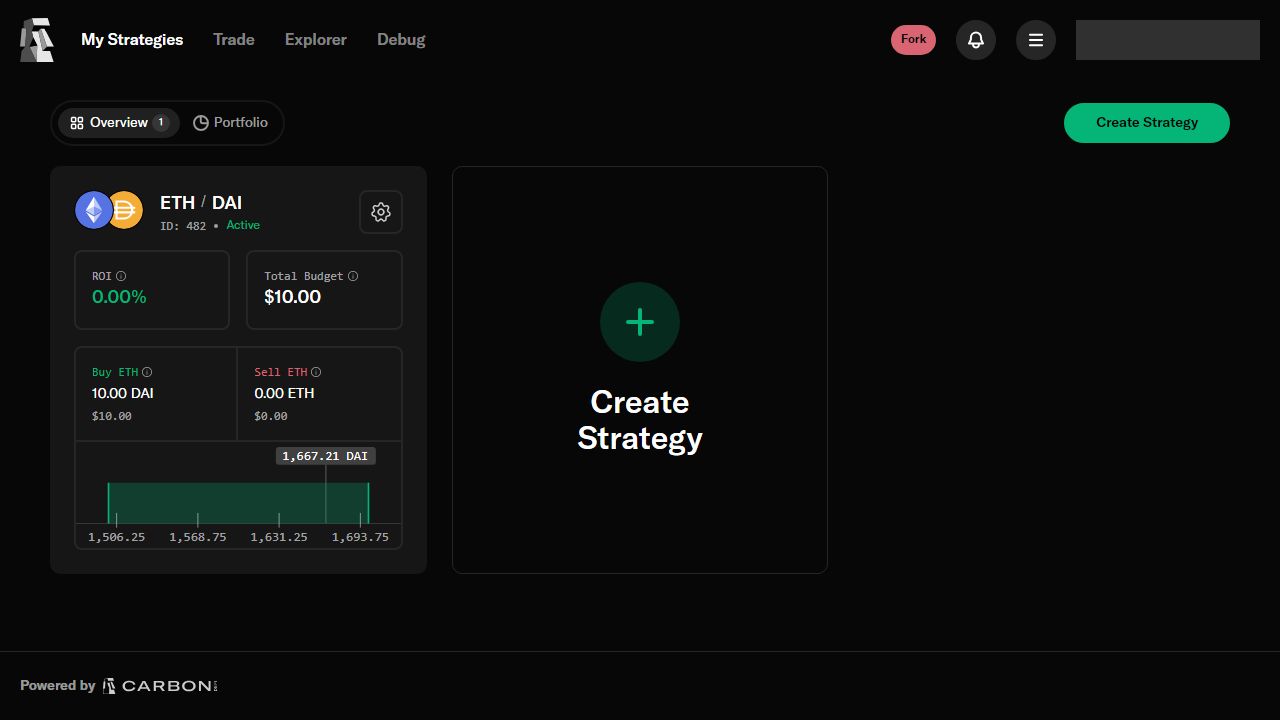 My Strategies Trade Explorer Debug Fork
Overview 1 Portfolio Create Strategy
ETH / DAI
ID: 482 • Active
ROI
0.00%
Total Budget
$10.00
Buy ETH
10.00 DAI
$10.00
Sell ETH
0.00 ETH
$0.00
1,667.21 DAI
1,506.25 1,568.75 1,631.25 1,693.75
Create
Strategy
Powered by CARBON